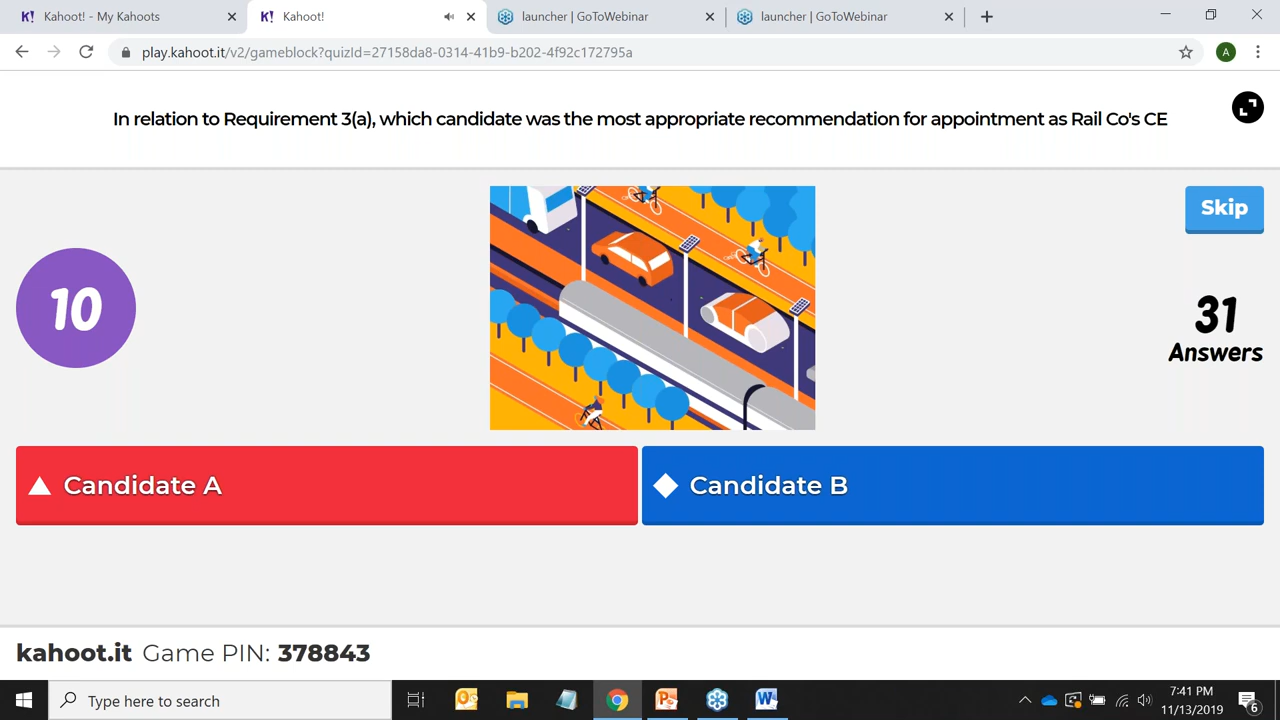 K! Kahoot! - My Kahoots
K! Kahoot!
launcher | GoToWebinar
launcher | GoToWebinar
play.kahoot.it/v2/gameblock?quizId=27158da8-0314-41b9-b202-4f92c172795a
A
In relation to Requirement 3(a), which candidate was the most appropriate recommendation for appointment as Rail Co's CE
Skip
10
31
Answers
Candidate A
Candidate B
kahoot.it Game PIN: 378843
Type here to search
7:41 PM
11/13/2019
6